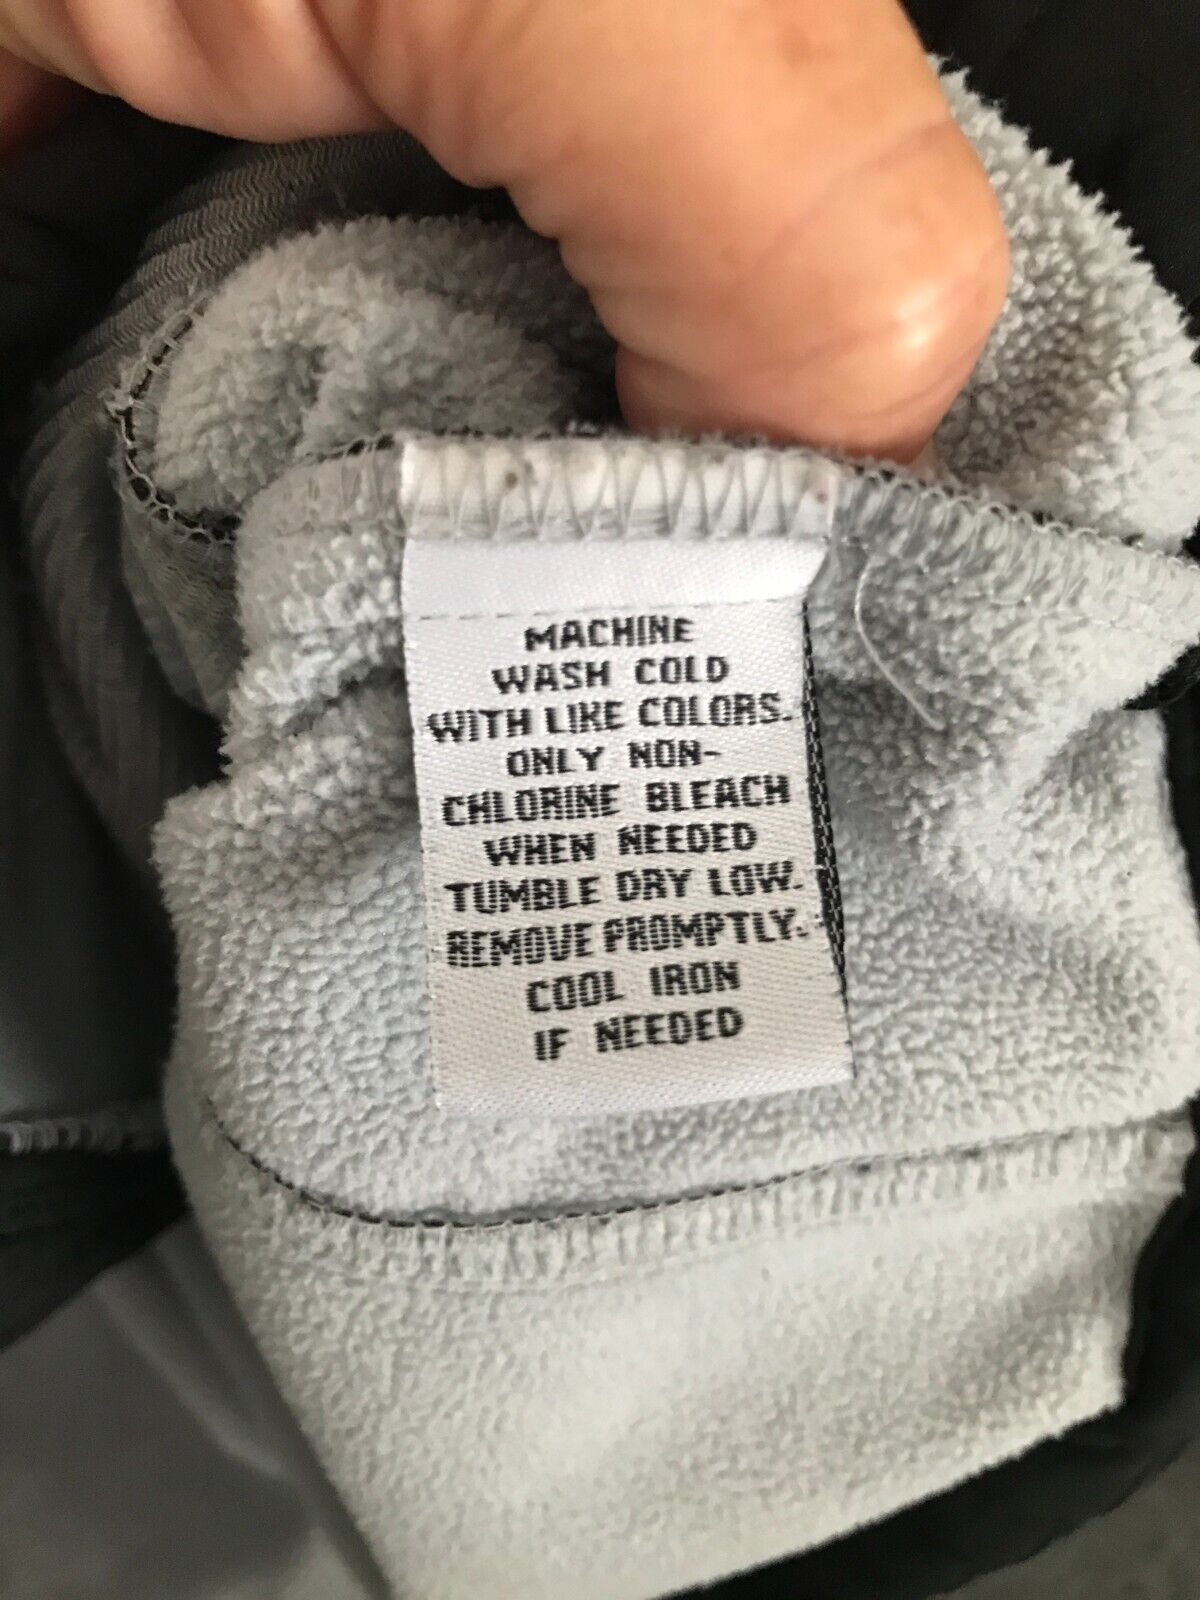 MACHINE
WASH COLD
WITH LIKE COLORS.
ONLY NON-
CHLORINE BLEACH
WHEN NEEDED
TUMBLE DRY LOW.
REMOVE PROMPTLY.
COOL IRON
IF NEEDED